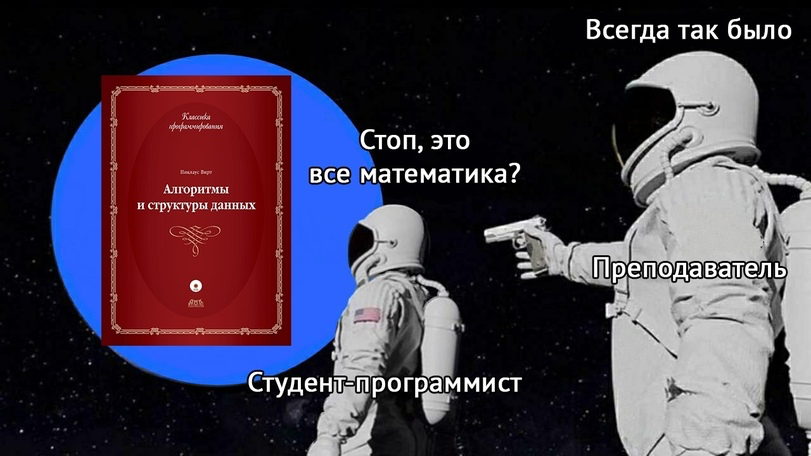 Всегда так было
Классика
программирования
Стоп, это
все математика?
Никлаус Вирт
Алгоритмы
и структуры данных
Преподаватель
Студент-программист